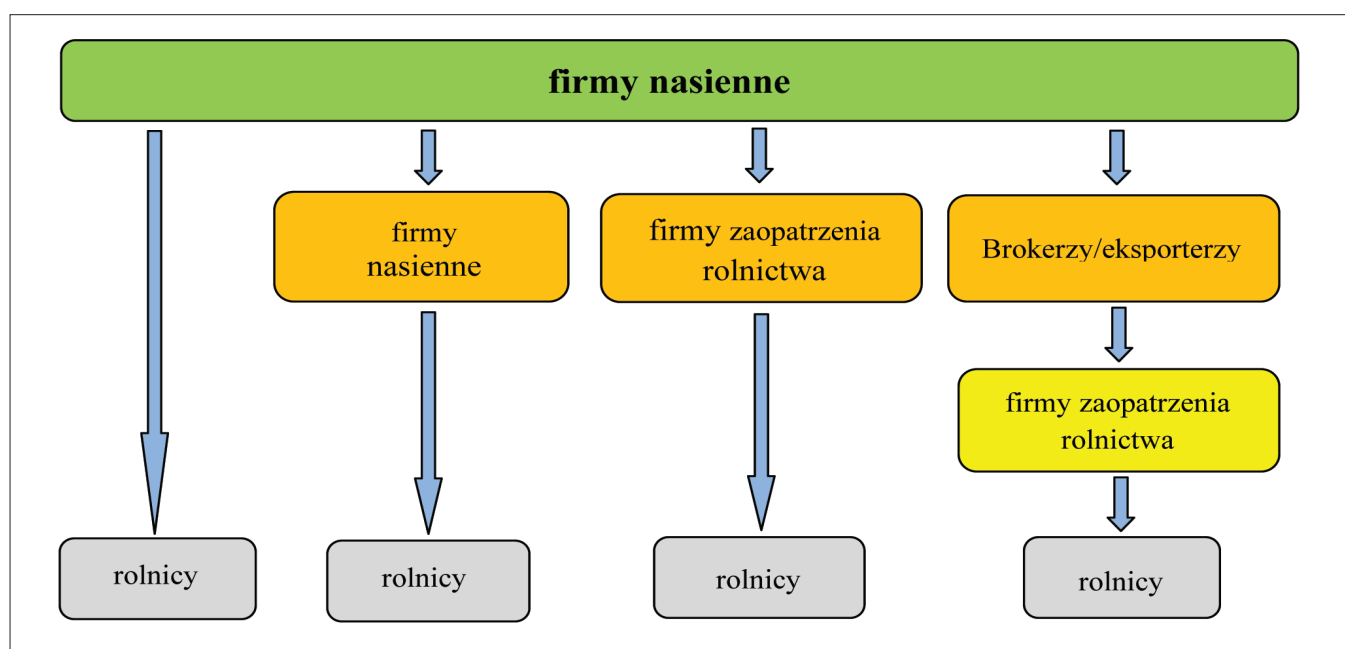 firmy nasienne
firmy
nasienne
firmy zaopatrzenia
rolnictwa
Brokerzy/eksporterzy
firmy zaopatrzenia
rolnictwa
rolnicy
rolnicy
rolnicy
rolnicy